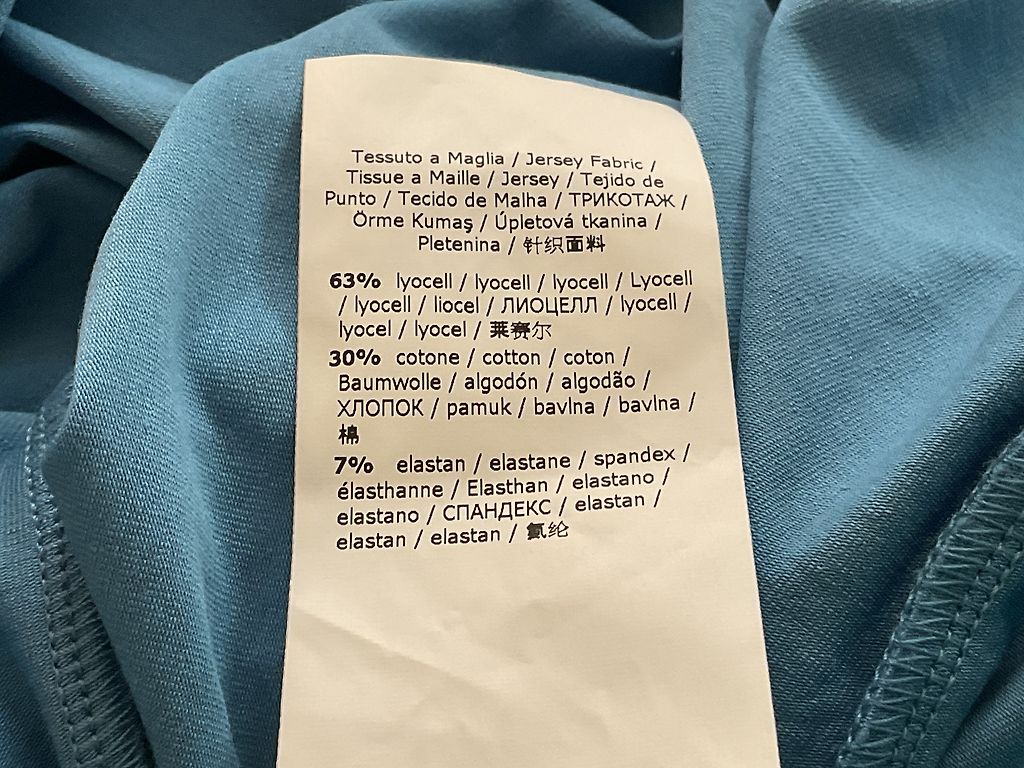 Tessuto a Maglia / Jersey Fabric /
Tissue a Maille / Jersey / Tejido de
Punto / Tecido de Malha / ТРИКОТАЖ /
Örme Kumaş / Úpletová tkanina /
Pletenina / 针织面料
63% lyocell / lyocell / lyocell / Lyocell
/ lyocell / liocel / ЛИОЦЕЛЛ / lyocell /
lyocel / lyocel / 莱赛尔
30% cotone / cotton / coton /
Baumwolle / algodón / algodão /
ХЛОПОК / pamuk / bavlna / bavlna /
棉
7% elastan / elastane / spandex /
élasthanne / Elasthan / elastano /
elastano / СПАНДЕКС / elastan /
elastan / elastan / 氨纶